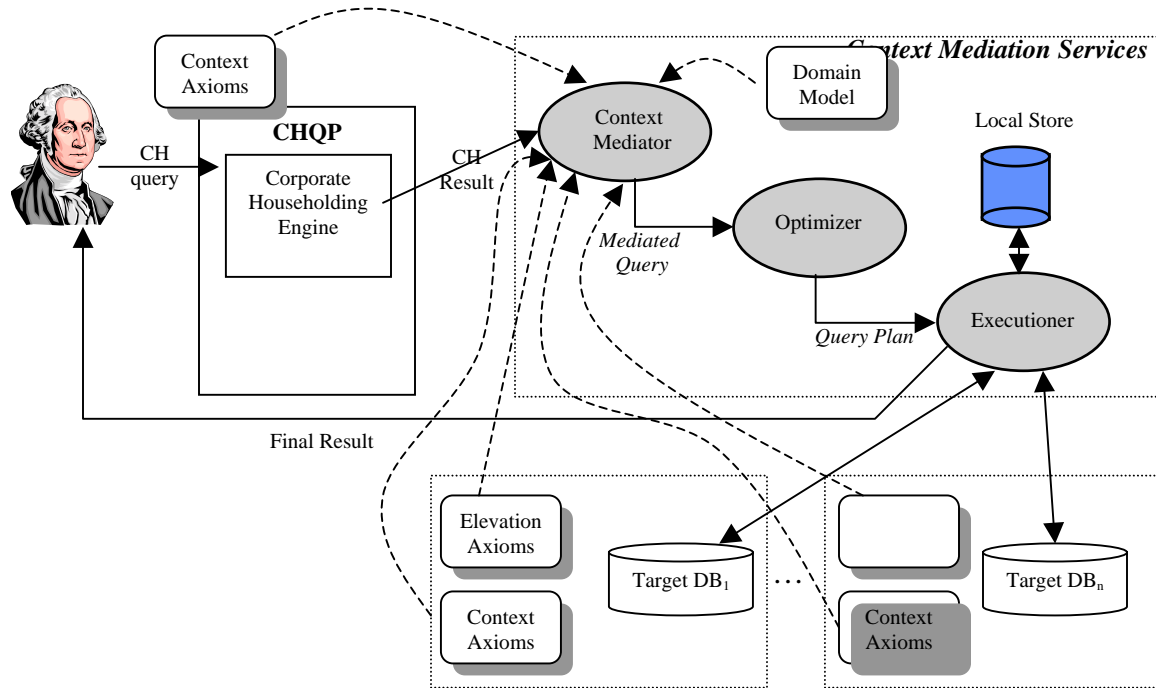 Context Mediation Services
Context
Axioms
Domain
Model
Context
Mediator
Local Store
CHQP
CH
query
Corporate
Householding
Engine
CH
Result
Optimizer
Mediated
Query
Executioner
Query Plan
Final Result
Elevation
Axioms
Target DB1
...
Target DBn
Context
Axioms
Context
Axioms